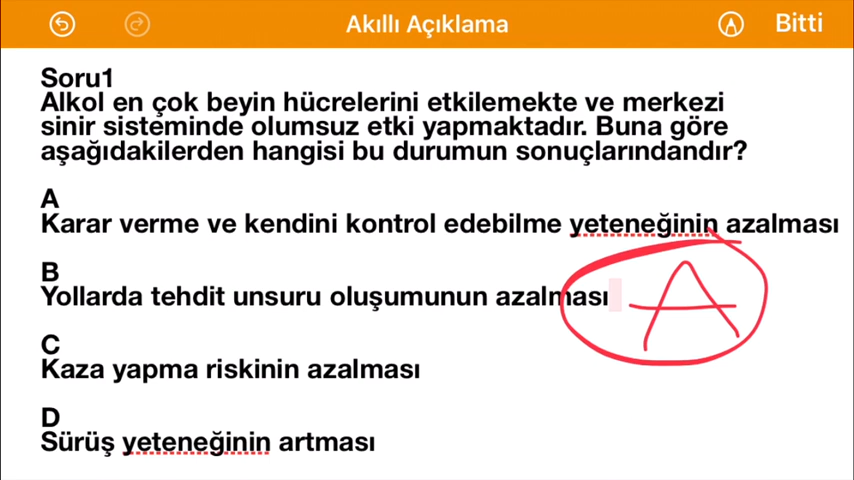 Akıllı Açıklama
Bitti
Soru1
Alkol en çok beyin hücrelerini etkilemekte ve merkezi
sinir sisteminde olumsuz etki yapmaktadır. Buna göre
aşağıdakilerden hangisi bu durumun sonuçlarındandır?
A
Karar verme ve kendini kontrol edebilme yeteneğinin azalması
B
Yollarda tehdit unsuru oluşumunun azalması
A
C
Kaza yapma riskinin azalması
D
Sürüş yeteneğinin artması